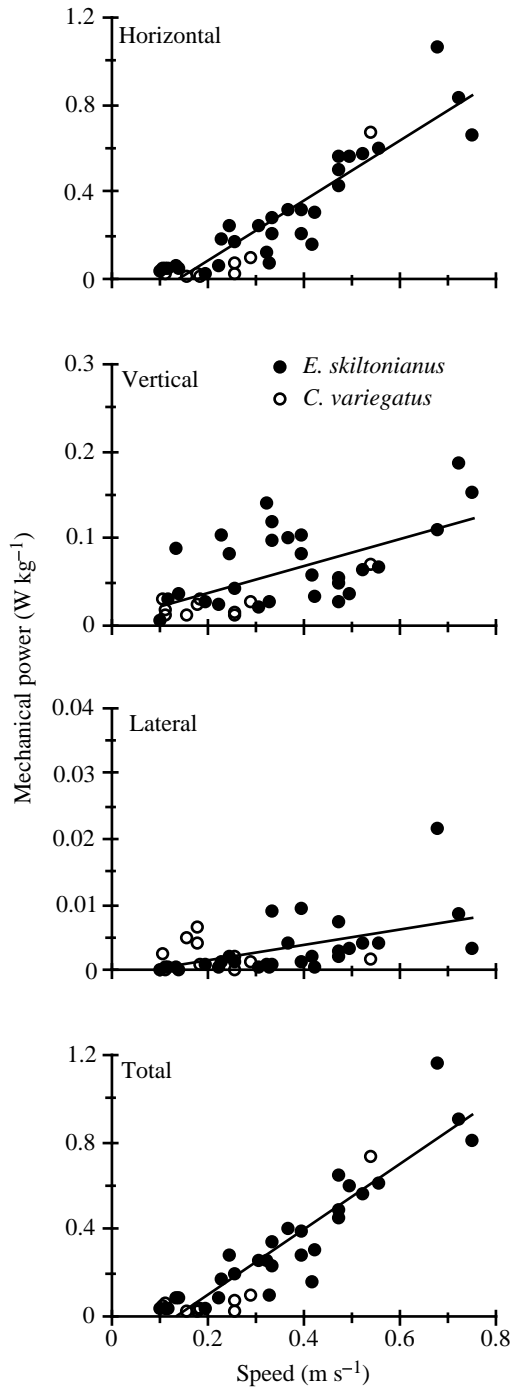 1.2
Horizontal
0.8
0.4
0
0.3
Vertical
E. skiltonianus
C. variegatus
0.2
0.1
0
Mechanical power (W kg⁻¹)
0.04
Lateral
0.03
0.02
0.01
0
1.2
Total
0.8
0.4
0
0 0.2 0.4 0.6 0.8
Speed (m s⁻¹)